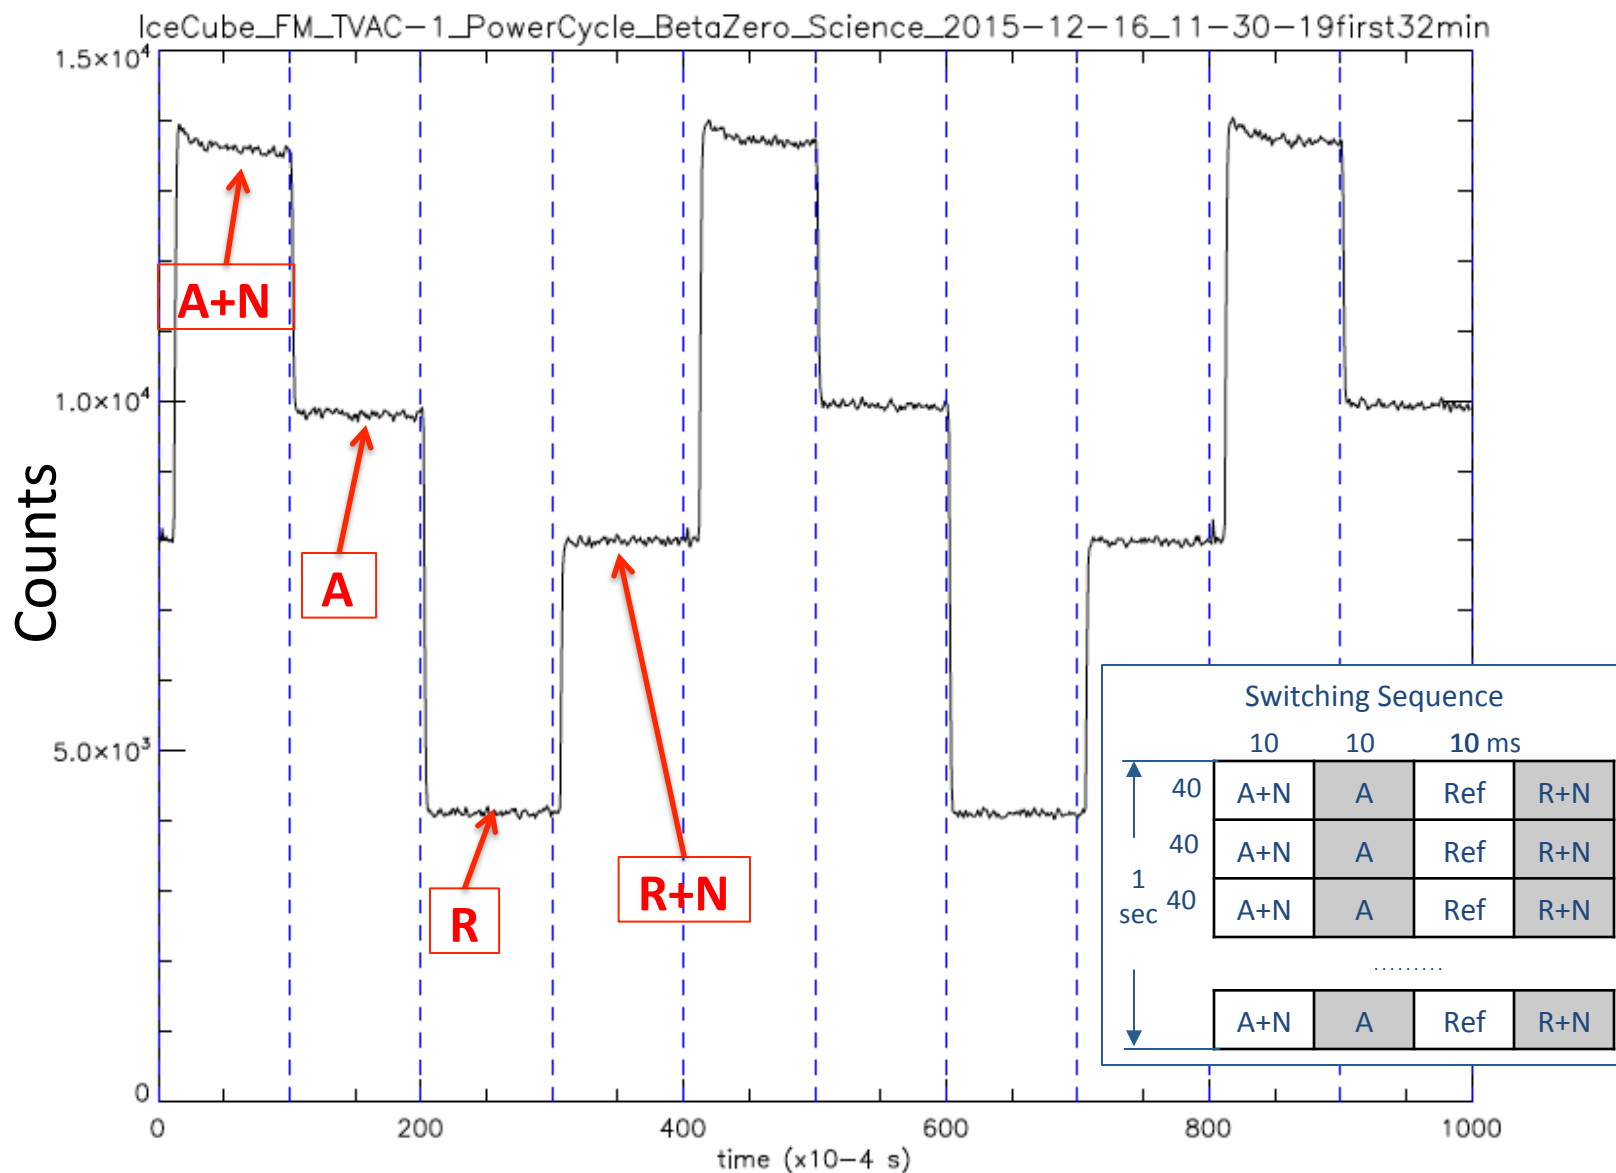 IceCube_FM_TVAC-1_PowerCycle_BetaZero_Science_2015-12-16_11-30-19first32min
1.5×10⁴
1.0×10⁴
5.0×10³
0
Counts
A+N
A
R
R+N
0 200 400 600 800 1000
time (x10-4 s)
Switching Sequence
10 10 10 ms
40 A+N A Ref R+N
40 A+N A Ref R+N
40 A+N A Ref R+N
1
sec
.........
A+N A Ref R+N